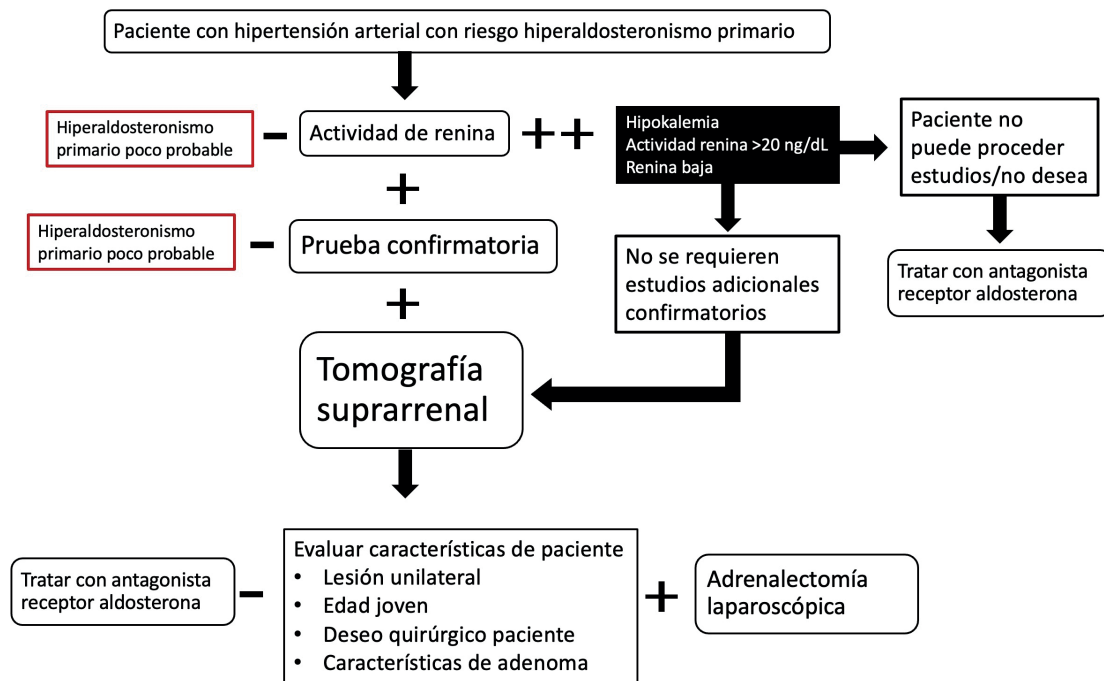 Paciente con hipertensión arterial con riesgo hiperaldosteronismo primario
Hiperaldosteronismo
primario poco probable
−
Actividad de renina
++
Hipokalemia
Actividad renina >20 ng/dL
Renina baja
Paciente no
puede proceder
estudios/no desea
+
Hiperaldosteronismo
primario poco probable
−
Prueba confirmatoria
No se requieren
estudios adicionales
confirmatorios
Tratar con antagonista
receptor aldosterona
+
Tomografía
suprarrenal
Tratar con antagonista
receptor aldosterona
−
Evaluar características de paciente
• Lesión unilateral
• Edad joven
• Deseo quirúrgico paciente
• Características de adenoma
+
Adrenalectomía
laparoscópica